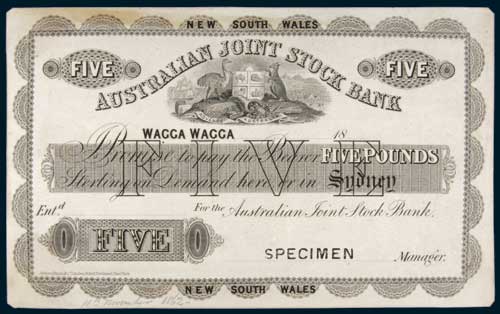 NEW SOUTH WALES
FIVE FIVE
AUSTRALIAN JOINT STOCK BANK
WAGGA WAGGA 18
I Promise to pay the Bearer FIVE POUNDS
FIVE
Sterling on Demand here or in Sydney
Ent.d For the Australian Joint Stock Bank.
0 FIVE 0
SPECIMEN Manager.
NEW SOUTH WALES